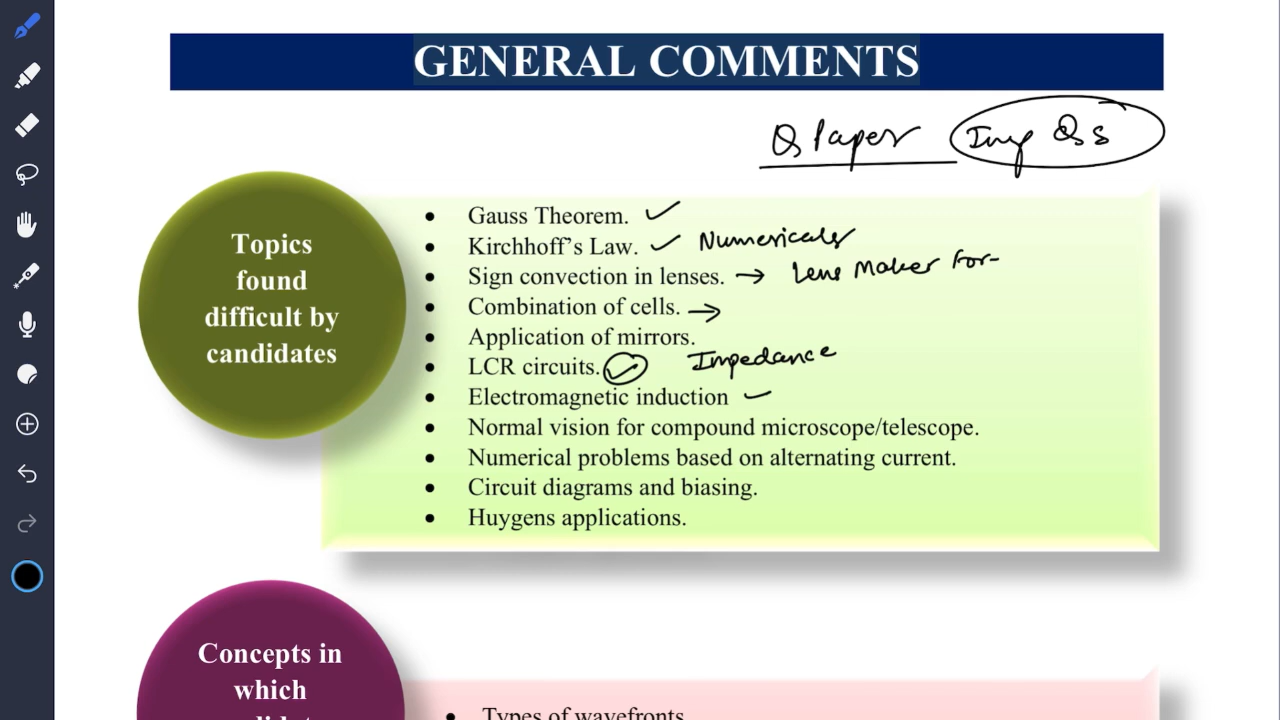 GENERAL COMMENTS
Q Paper Imp Qs
Topics
found
difficult by
candidates
• Gauss Theorem.
• Kirchhoff's Law. Numericals
• Sign convection in lenses. → Lens Maker For-
• Combination of cells. →
• Application of mirrors.
• LCR circuits. Impedance
• Electromagnetic induction
• Normal vision for compound microscope/telescope.
• Numerical problems based on alternating current.
• Circuit diagrams and biasing.
• Huygens applications.
Concepts in
which
• Types of wavefronts